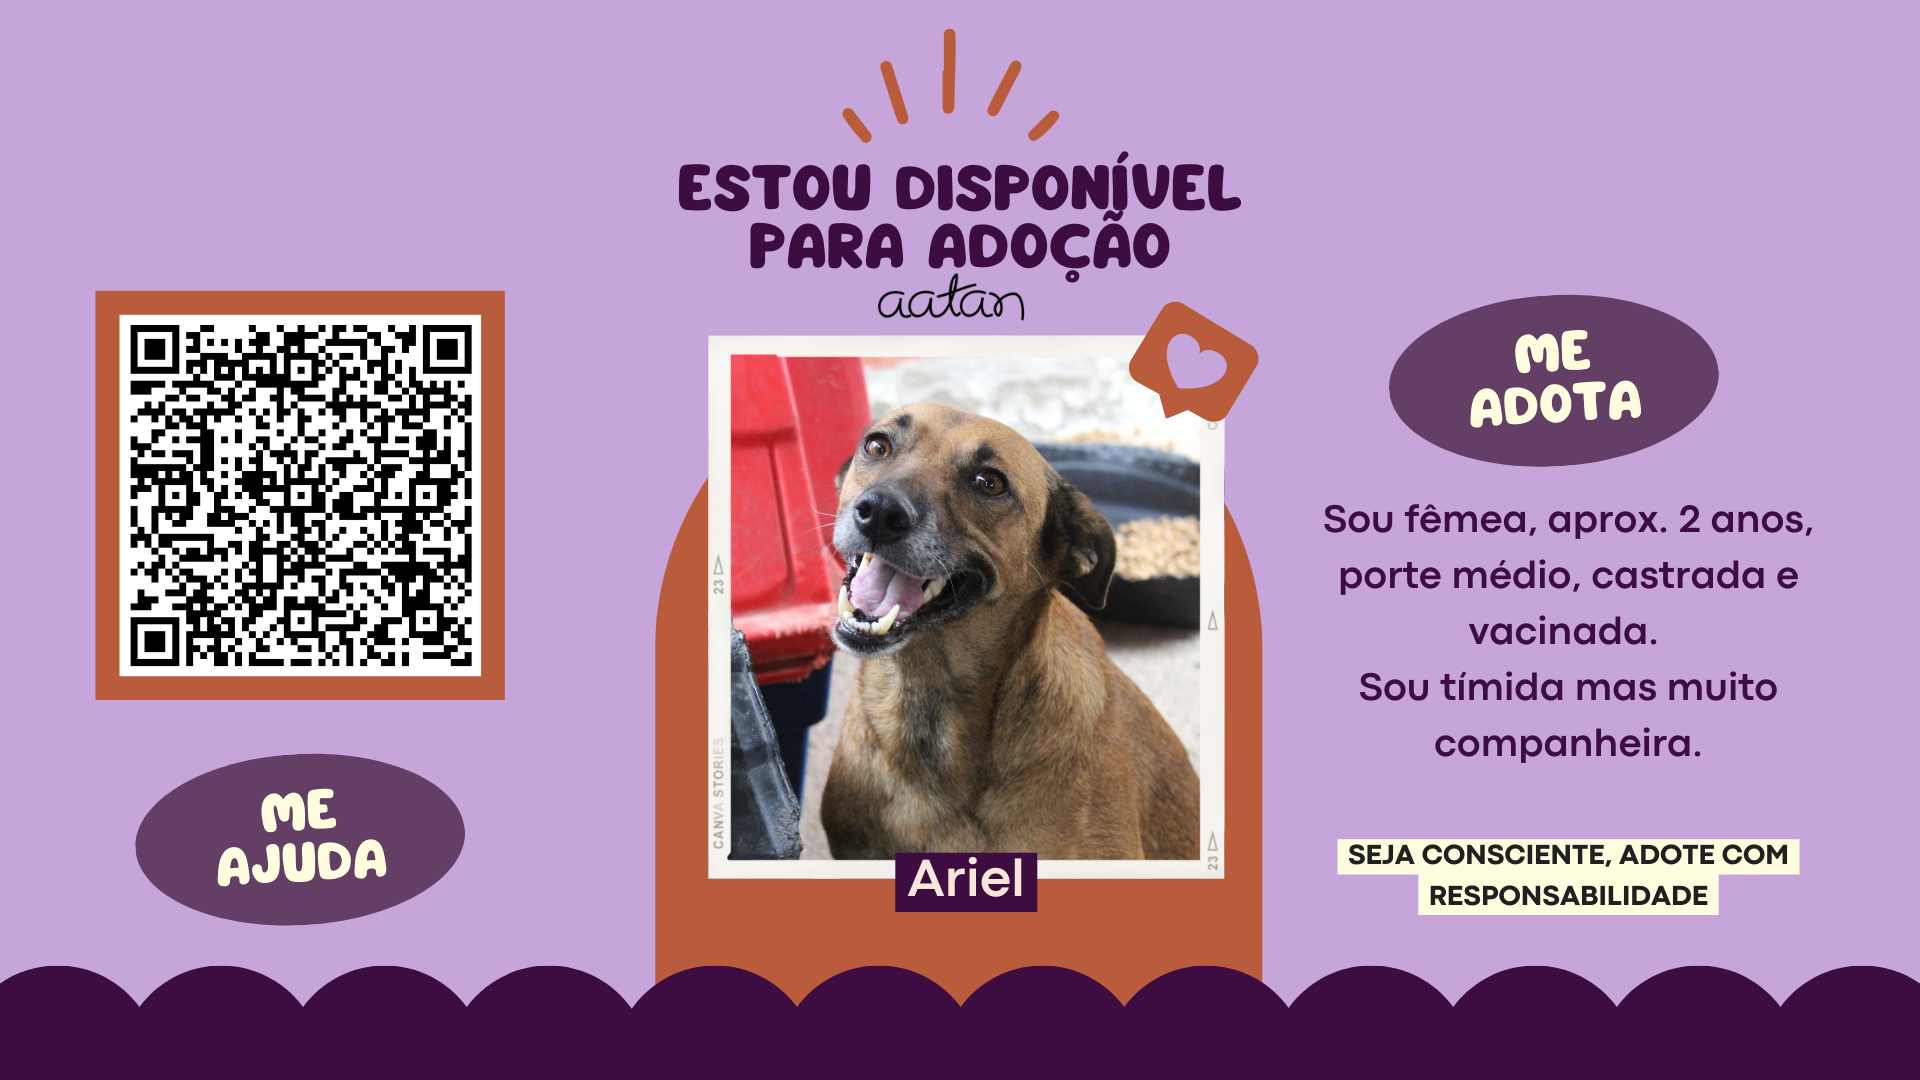 ESTOU DISPONÍVEL
PARA ADOÇÃO
aatan
ME
AJUDA
23
CANVA STORIES
23
Ariel
ME
ADOTA
Sou fêmea, aprox. 2 anos,
porte médio, castrada e
vacinada.
Sou tímida mas muito
companheira.
SEJA CONSCIENTE, ADOTE COM
RESPONSABILIDADE